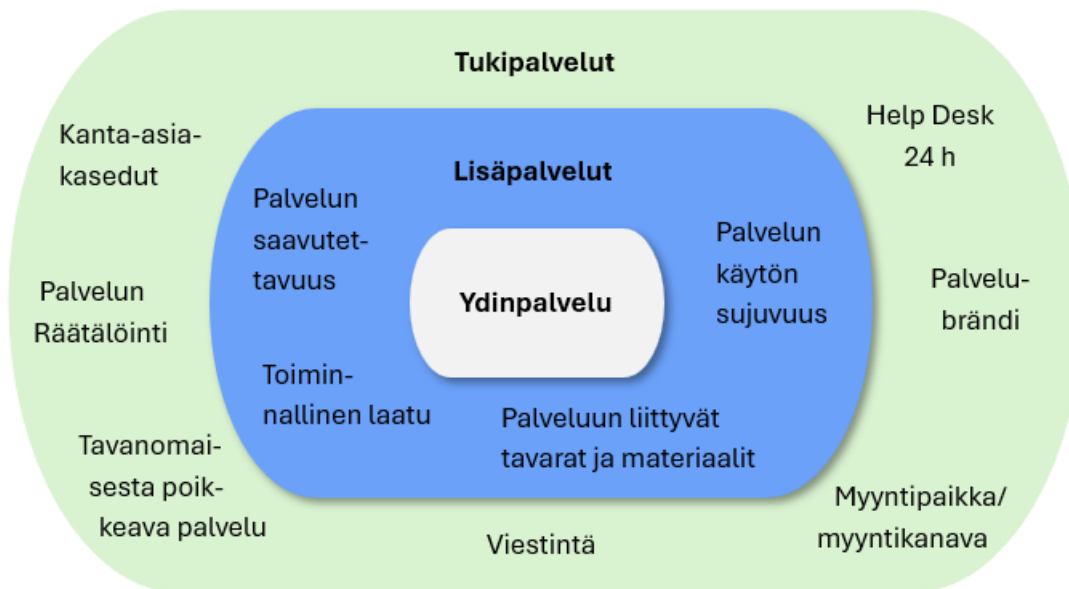 Tukipalvelut
Kanta-asia-
kasedut
Help Desk
24 h
Lisäpalvelut
Palvelun
saavutet-
tavuus
Palvelun
käytön
sujuvuus
Palvelun
Räätälöinti
Ydinpalvelu
Palvelu-
brändi
Toimin-
nallinen laatu
Palveluun liittyvät
tavarat ja materiaalit
Tavanomai-
sesta poik-
keava palvelu
Viestintä
Myyntipaikka/
myyntikanava